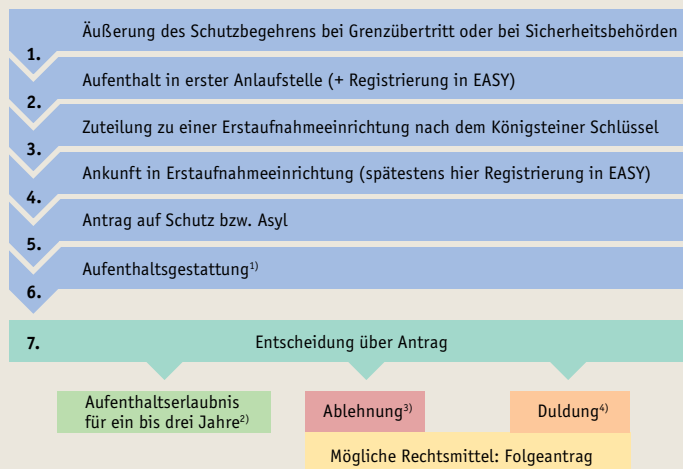 1. Äußerung des Schutzbegehrens bei Grenzübertritt oder bei Sicherheitsbehörden
2. Aufenthalt in erster Anlaufstelle (+ Registrierung in EASY)
3. Zuteilung zu einer Erstaufnahmeeinrichtung nach dem Königsteiner Schlüssel
4. Ankunft in Erstaufnahmeeinrichtung (spätestens hier Registrierung in EASY)
5. Antrag auf Schutz bzw. Asyl
6. Aufenthaltsgestattung1)
7. Entscheidung über Antrag
Aufenthaltserlaubnis
für ein bis drei Jahre2)
Ablehnung3)
Duldung4)
Mögliche Rechtsmittel: Folgeantrag